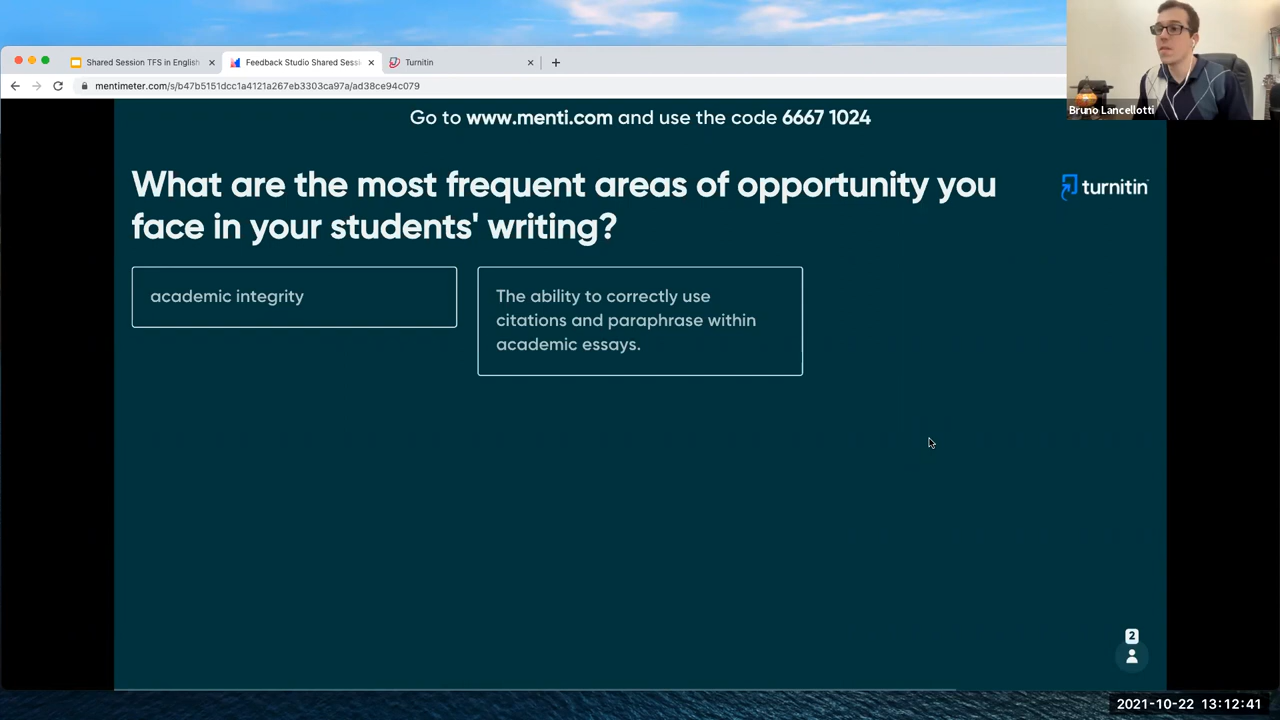 Shared Session TFS in English
Feedback Studio Shared Sessi
Turnitin
mentimeter.com/s/b47b5151dcc1a4121a267eb3303ca97a/ad38ce94c079
Bruno Lancellotti
Go to www.menti.com and use the code 6667 1024
What are the most frequent areas of opportunity you
face in your students' writing?
turnitin
academic integrity
The ability to correctly use
citations and paraphrase within
academic essays.
2
2021-10-22 13:12:41